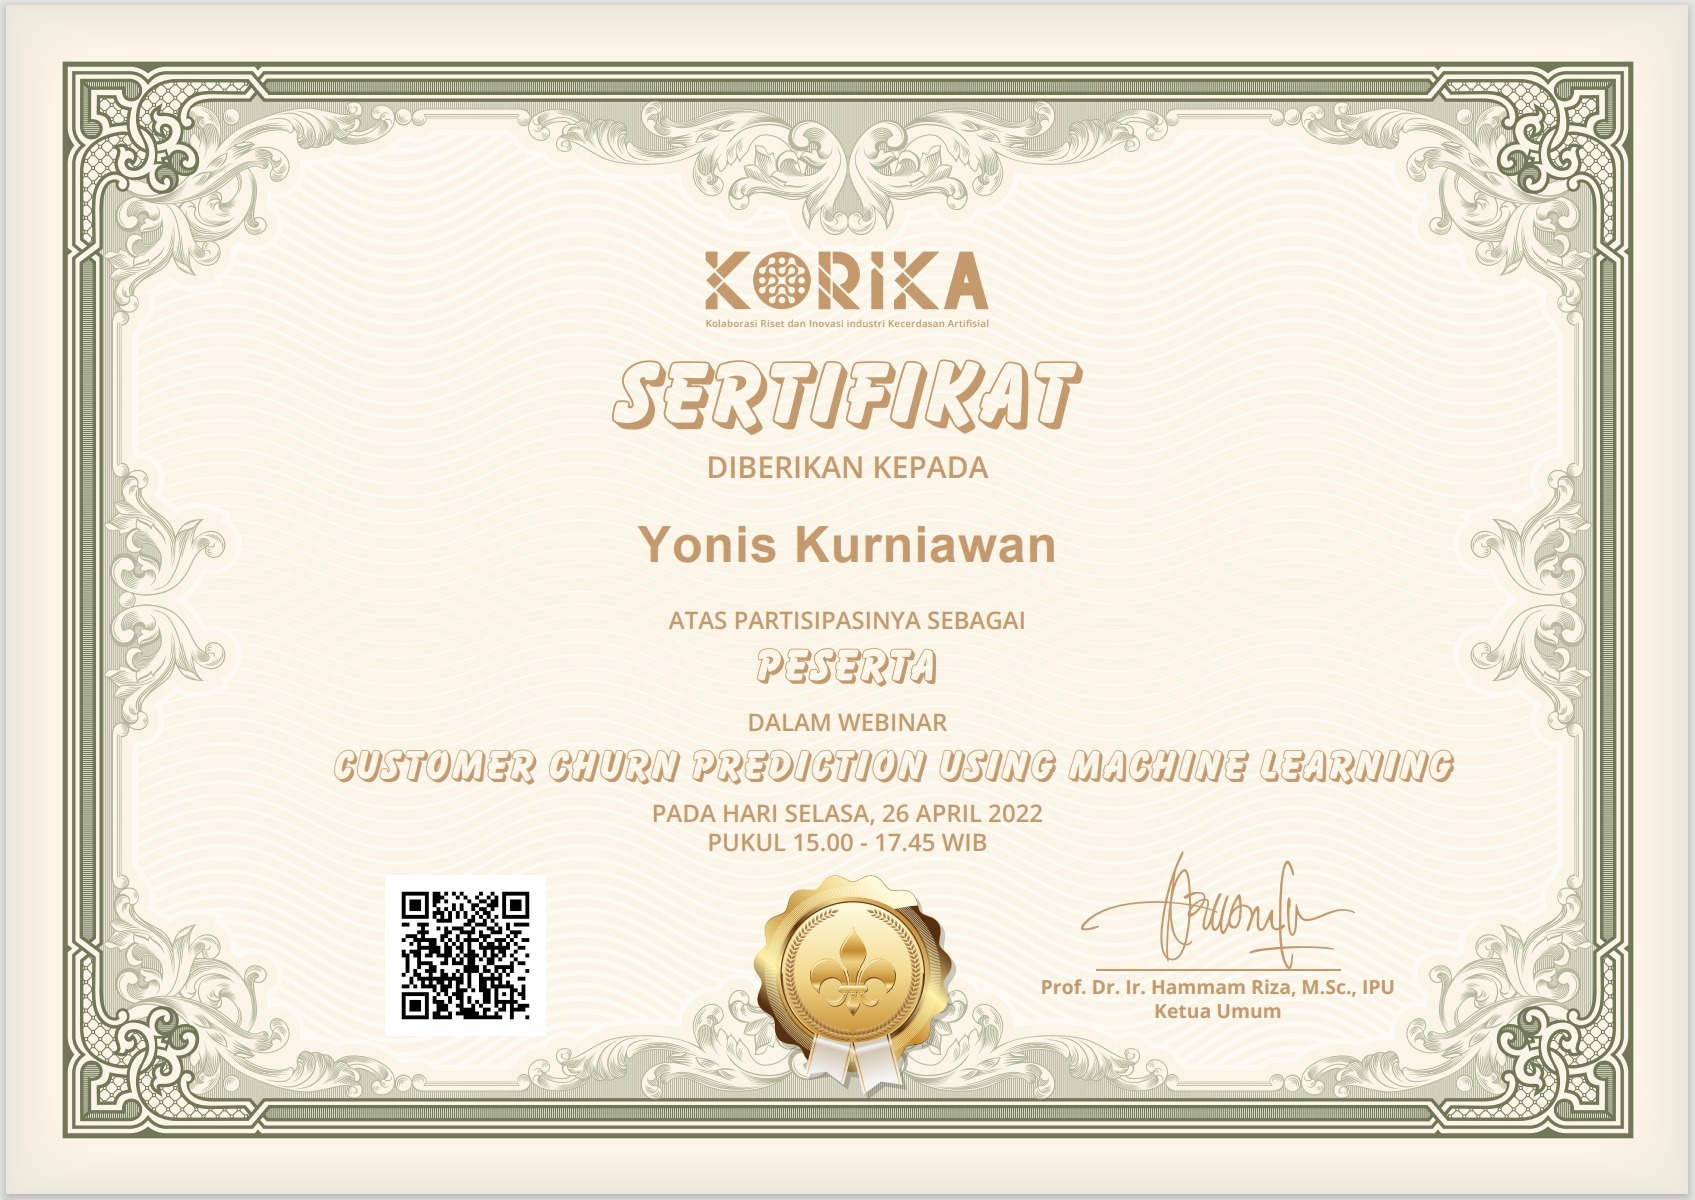 KORiKA
Kolaborasi Riset dan Inovasi industri Kecerdasan Artifisial
SERTIFIKAT
DIBERIKAN KEPADA
Yonis Kurniawan
ATAS PARTISIPASINYA SEBAGAI
PESERTA
DALAM WEBINAR
CUSTOMER CHURN PREDICTION USING MACHINE LEARNING
PADA HARI SELASA, 26 APRIL 2022
PUKUL 15.00 - 17.45 WIB
Prof. Dr. Ir. Hammam Riza, M.Sc., IPU
Ketua Umum